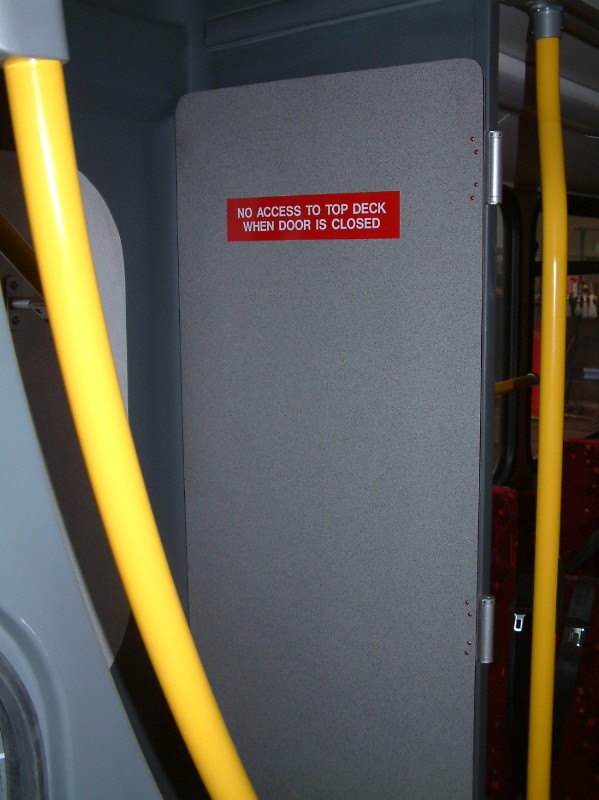 NO ACCESS TO TOP DECK
WHEN DOOR IS CLOSED